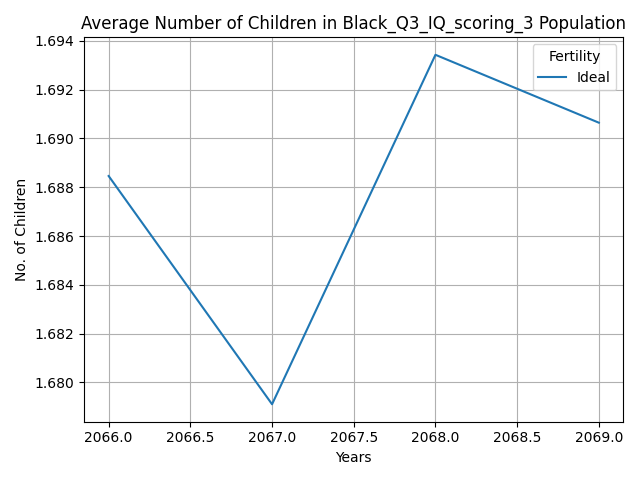 Average Number of Children in Black_Q3_IQ_scoring_3 Population
1.694
1.692
1.690
1.688
1.686
1.684
1.682
1.680
No. of Children
Fertility
Ideal
2066.0 2066.5 2067.0 2067.5 2068.0 2068.5 2069.0
Years